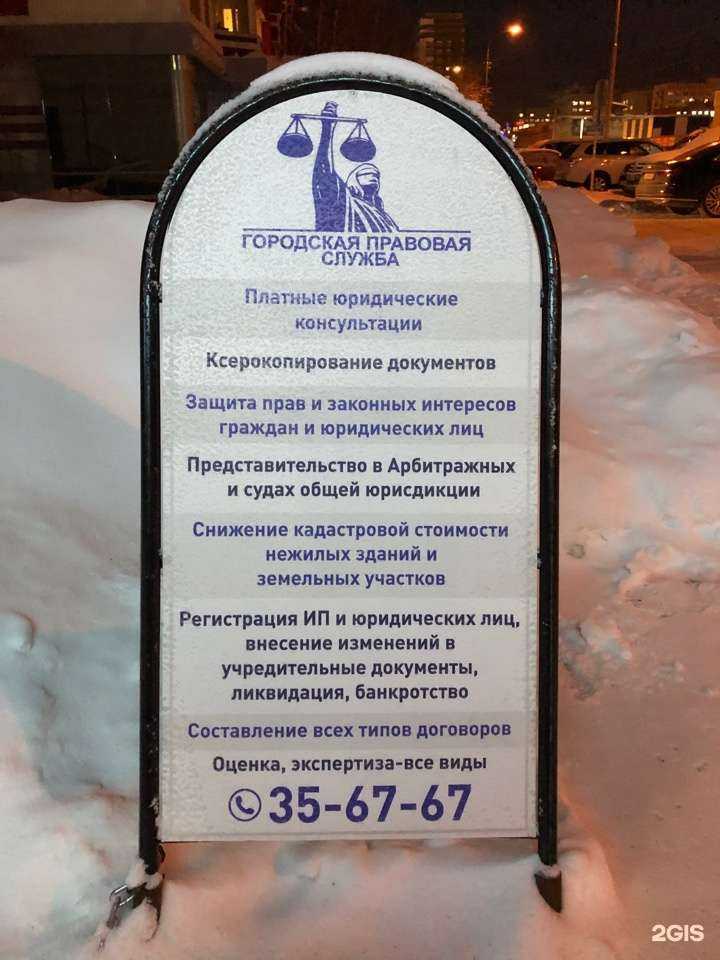 ГОРОДСКАЯ ПРАВОВАЯ
СЛУЖБА
Платные юридические
консультации
Ксерокопирование документов
Защита прав и законных интересов
граждан и юридических лиц
Представительство в Арбитражных
и судах общей юрисдикции
Снижение кадастровой стоимости
нежилых зданий и
земельных участков
Регистрация ИП и юридических лиц,
внесение изменений в
учредительные документы,
ликвидация, банкротство
Составление всех типов договоров
Оценка, экспертиза-все виды
35-67-67
2GIS